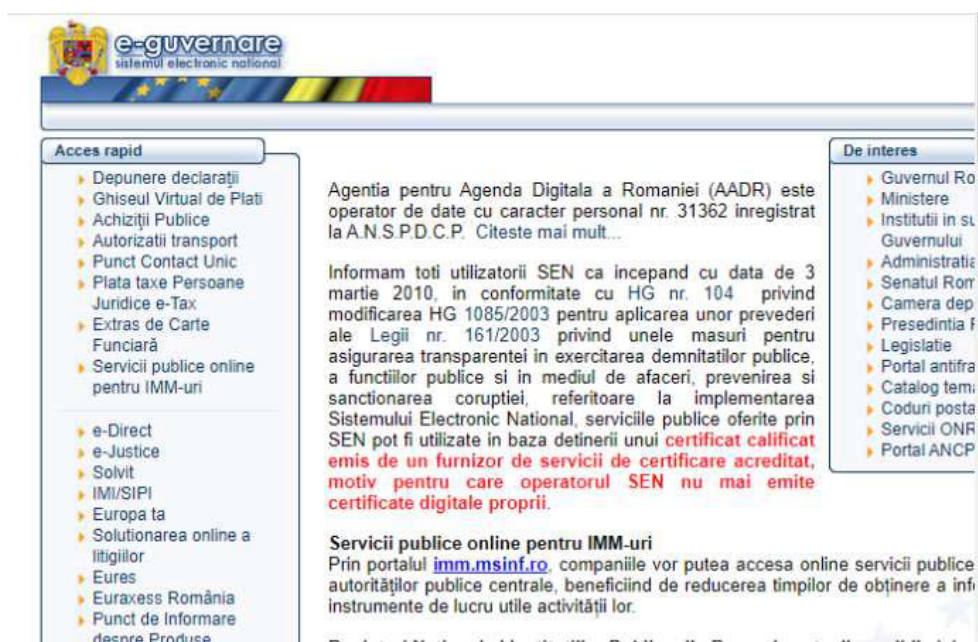 e-guvernare
sistemul electronic national
Acces rapid
Depunere declarații
Ghiseul Virtual de Plati
Achiziţii Publice
Autorizatii transport
Punct Contact Unic
Plata taxe Persoane
Juridice e-Tax
Extras de Carte
Funciară
Servicii publice online
pentru IMM-uri
e-Direct
e-Justice
Solvit
IMI/SIPI
Europa ta
Solutionarea online a
litigiilor
Eures
Euraxess România
Punct de Informare
despre Produse
Agentia pentru Agenda Digitala a Romaniei (AADR) este
operator de date cu caracter personal nr. 31362 inregistrat
la A.N.S.P.D.C.P. Citeste mai mult...
Informam toti utilizatorii SEN ca incepand cu data de 3
martie 2010, in conformitate cu HG nr. 104 privind
modificarea HG 1085/2003 pentru aplicarea unor prevederi
ale Legii nr. 161/2003 privind unele masuri pentru
asigurarea transparentei in exercitarea demnitatilor publice,
a functiilor publice si in mediul de afaceri, prevenirea si
sanctionarea coruptiei, referitoare la implementarea
Sistemului Electronic National, serviciile publice oferite prin
SEN pot fi utilizate in baza detinerii unui certificat calificat
emis de un furnizor de servicii de certificare acreditat,
motiv pentru care operatorul SEN nu mai emite
certificate digitale proprii.
Servicii publice online pentru IMM-uri
Prin portalul imm.msinf.ro, companiile vor putea accesa online servicii publice
autorităților publice centrale, beneficiind de reducerea timpilor de obținere a inf
instrumente de lucru utile activității lor.
De interes
Guvernul Ro
Ministere
Institutii in su
Guvernului
Administratia
Senatul Rom
Camera dep
Presedintia R
Legislatie
Portal antifra
Catalog tema
Coduri posta
Servicii ONR
Portal ANCP